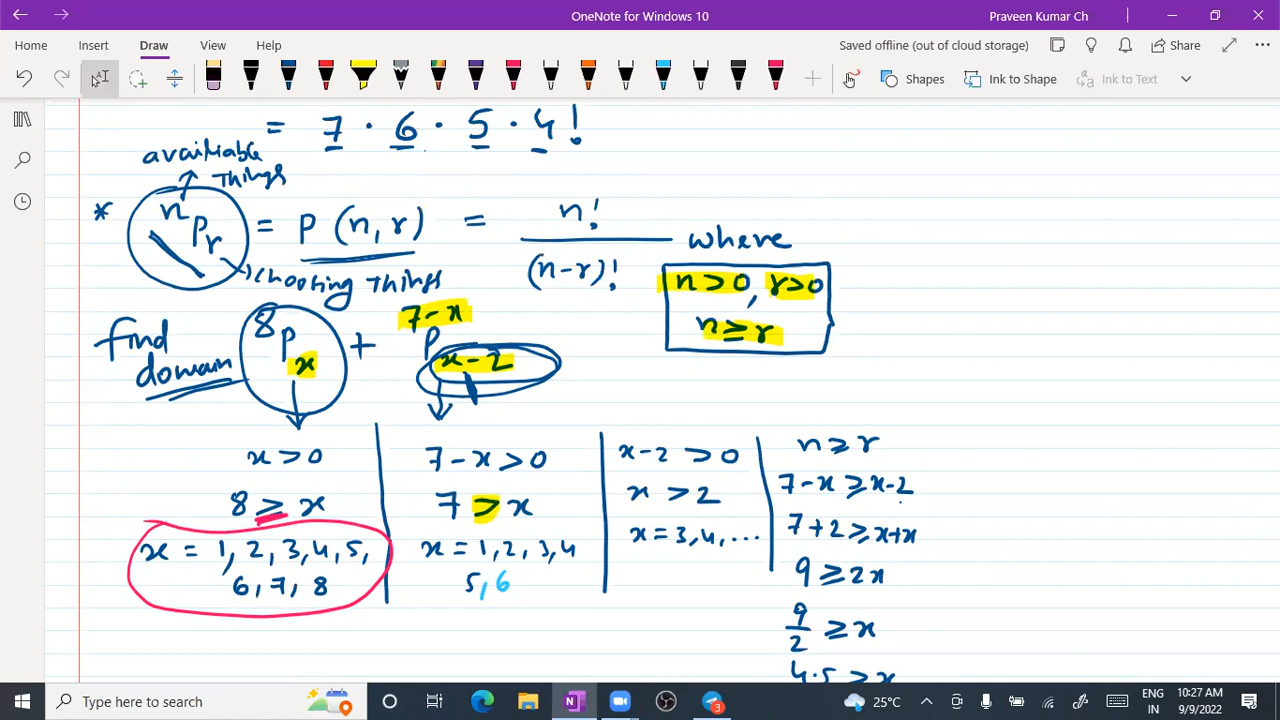 OneNote for Windows 10
Praveen Kumar Ch
Home Insert Draw View Help
Saved offline (out of cloud storage)
Share
Shapes
Ink to Shape
Ink to Text
= 7 · 6 · 5 · 4!
availiable
Things
* nPr = P (n, r) = n! / (n-r)! where
choosing Things
n > 0, r > 0
n ≥ r
find
domain
8Px + 7-xPx-2
x > 0
8 ≥ x
x = 1, 2, 3, 4, 5,
6, 7, 8
7-x > 0
7 > x
x = 1, 2, 3, 4
5, 6
x-2 > 0
x > 2
x = 3, 4, ...
n ≥ r
7-x ≥ x-2
7+2 ≥ x+x
9 ≥ 2x
9/2 ≥ x
4.5 ≥ x
Type here to search
3
25°C
ENG
IN
10:27 AM
9/9/2022